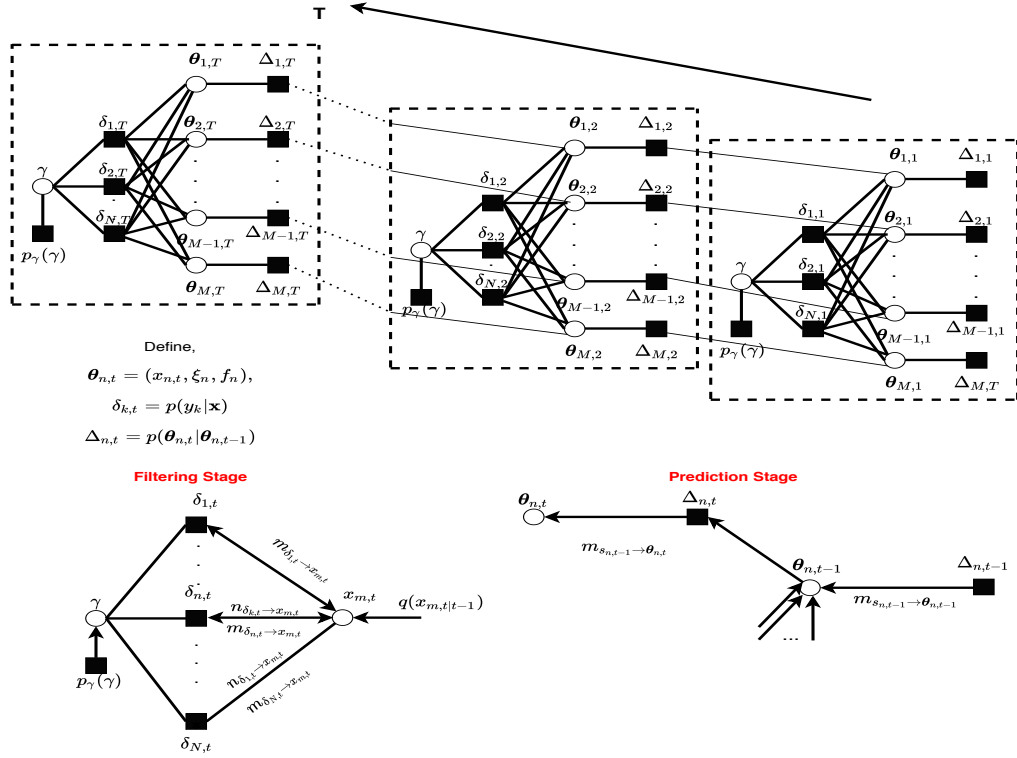 T
θ_{1,T} Δ_{1,T}
δ_{1,T} θ_{2,T} Δ_{2,T}
γ δ_{2,T}
δ_{N,T} θ_{M−1,T} Δ_{M−1,T}
p_γ(γ)
θ_{M,T} Δ_{M,T}
θ_{1,2} Δ_{1,2}
δ_{1,2} θ_{2,2} Δ_{2,2}
γ δ_{2,2}
δ_{N,2} θ_{M−1,2} Δ_{M−1,2}
p_γ(γ)
θ_{M,2} Δ_{M,2}
θ_{1,1} Δ_{1,1}
δ_{1,1} θ_{2,1} Δ_{2,1}
γ δ_{2,1}
δ_{N,1} θ_{M−1,1} Δ_{M−1,1}
p_γ(γ)
θ_{M,1} Δ_{M,T}
Define,
θ_{n,t} = (x_{n,t}, ξ_n, f_n),
δ_{k,t} = p(y_k|x)
Δ_{n,t} = p(θ_{n,t}|θ_{n,t−1})
Filtering Stage
δ_{1,t}
m_{δ_{1,t}→x_{m,t}}
γ δ_{n,t} n_{δ_{k,t}→x_{m,t}} x_{m,t} q(x_{m,t|t−1})
m_{δ_{n,t}→x_{m,t}}
p_γ(γ)
n_{δ_{1,t}→x_{m,t}}
m_{δ_{N,t}→x_{m,t}}
δ_{N,t}
Prediction Stage
θ_{n,t} Δ_{n,t}
m_{s_{n,t−1}→θ_{n,t}}
θ_{n,t−1} Δ_{n,t−1}
m_{s_{n,t−1}→θ_{n,t−1}}
...